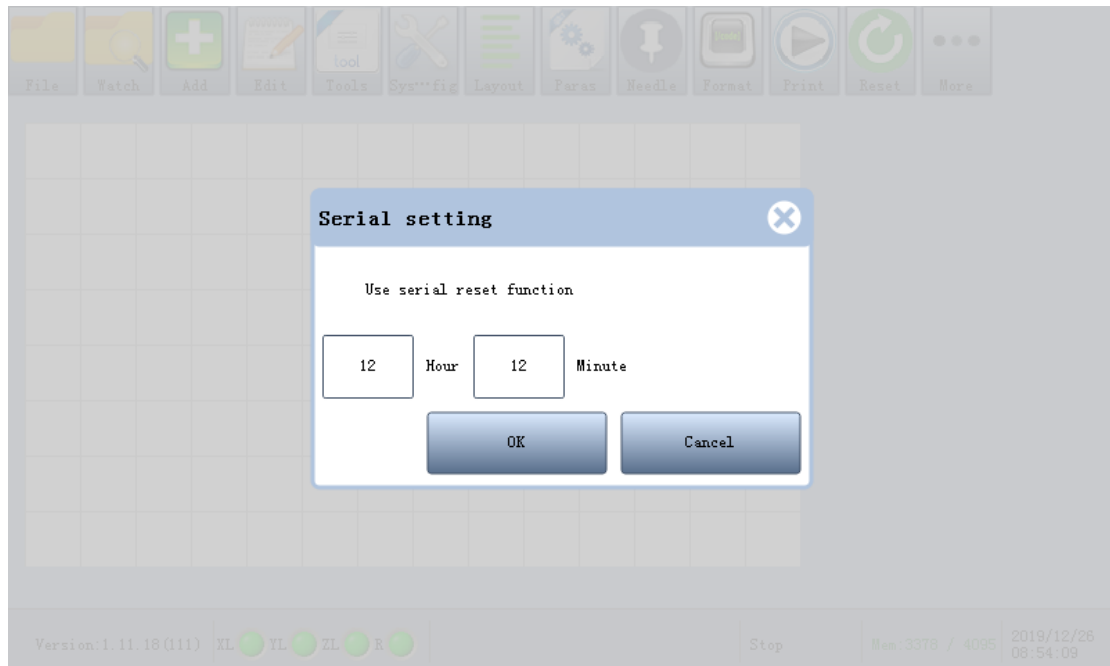 File Watch Add Edit Tools Sys···fig Layout Paras Needle Format Print Reset More
tool
Serial setting
Use serial reset function
12 Hour 12 Minute
OK Cancel
Version:1.11.18(111) XL YL ZL R Stop Mem:3378 / 4095 2019/12/26
08:54:09